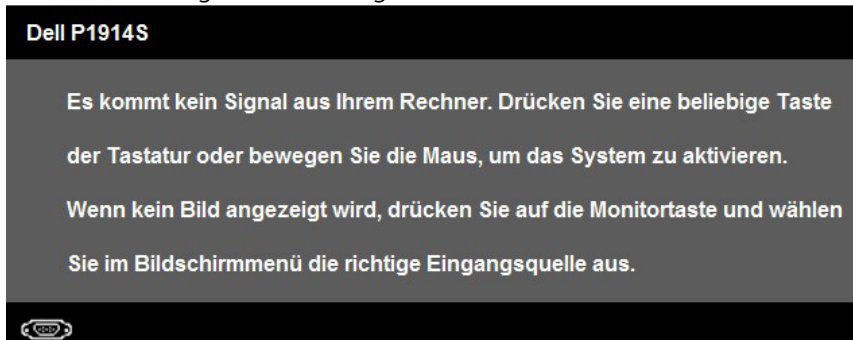 Dell P1914S
Es kommt kein Signal aus Ihrem Rechner. Drücken Sie eine beliebige Taste
der Tastatur oder bewegen Sie die Maus, um das System zu aktivieren.
Wenn kein Bild angezeigt wird, drücken Sie auf die Monitortaste und wählen
Sie im Bildschirmmenü die richtige Eingangsquelle aus.